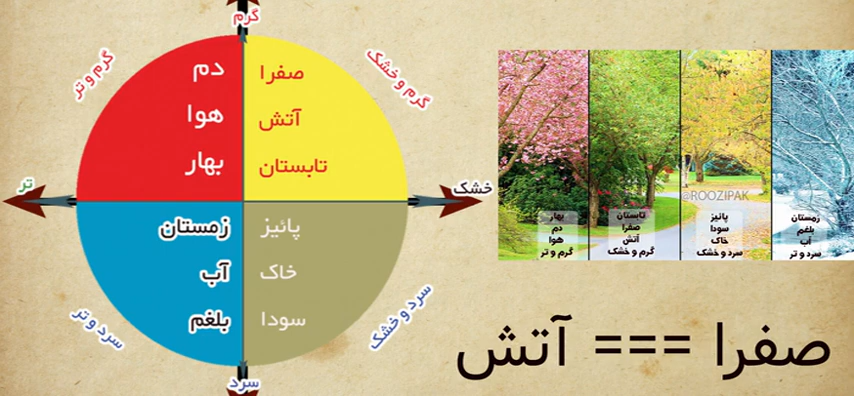 گرم
گرم و تر
گرم و خشک
دم
هوا
بهار
صفرا
آتش
تابستان
تر
خشک
زمستان
آب
بلغم
پائیز
خاک
سودا
سرد و تر
سرد و خشک
سرد
@ROOZIPAK
بهار
دم
هوا
گرم و تر
تابستان
صفرا
آتش
گرم و خشک
پائیز
سودا
خاک
سرد و خشک
زمستان
بلغم
آب
سرد و تر
صفرا === آتش